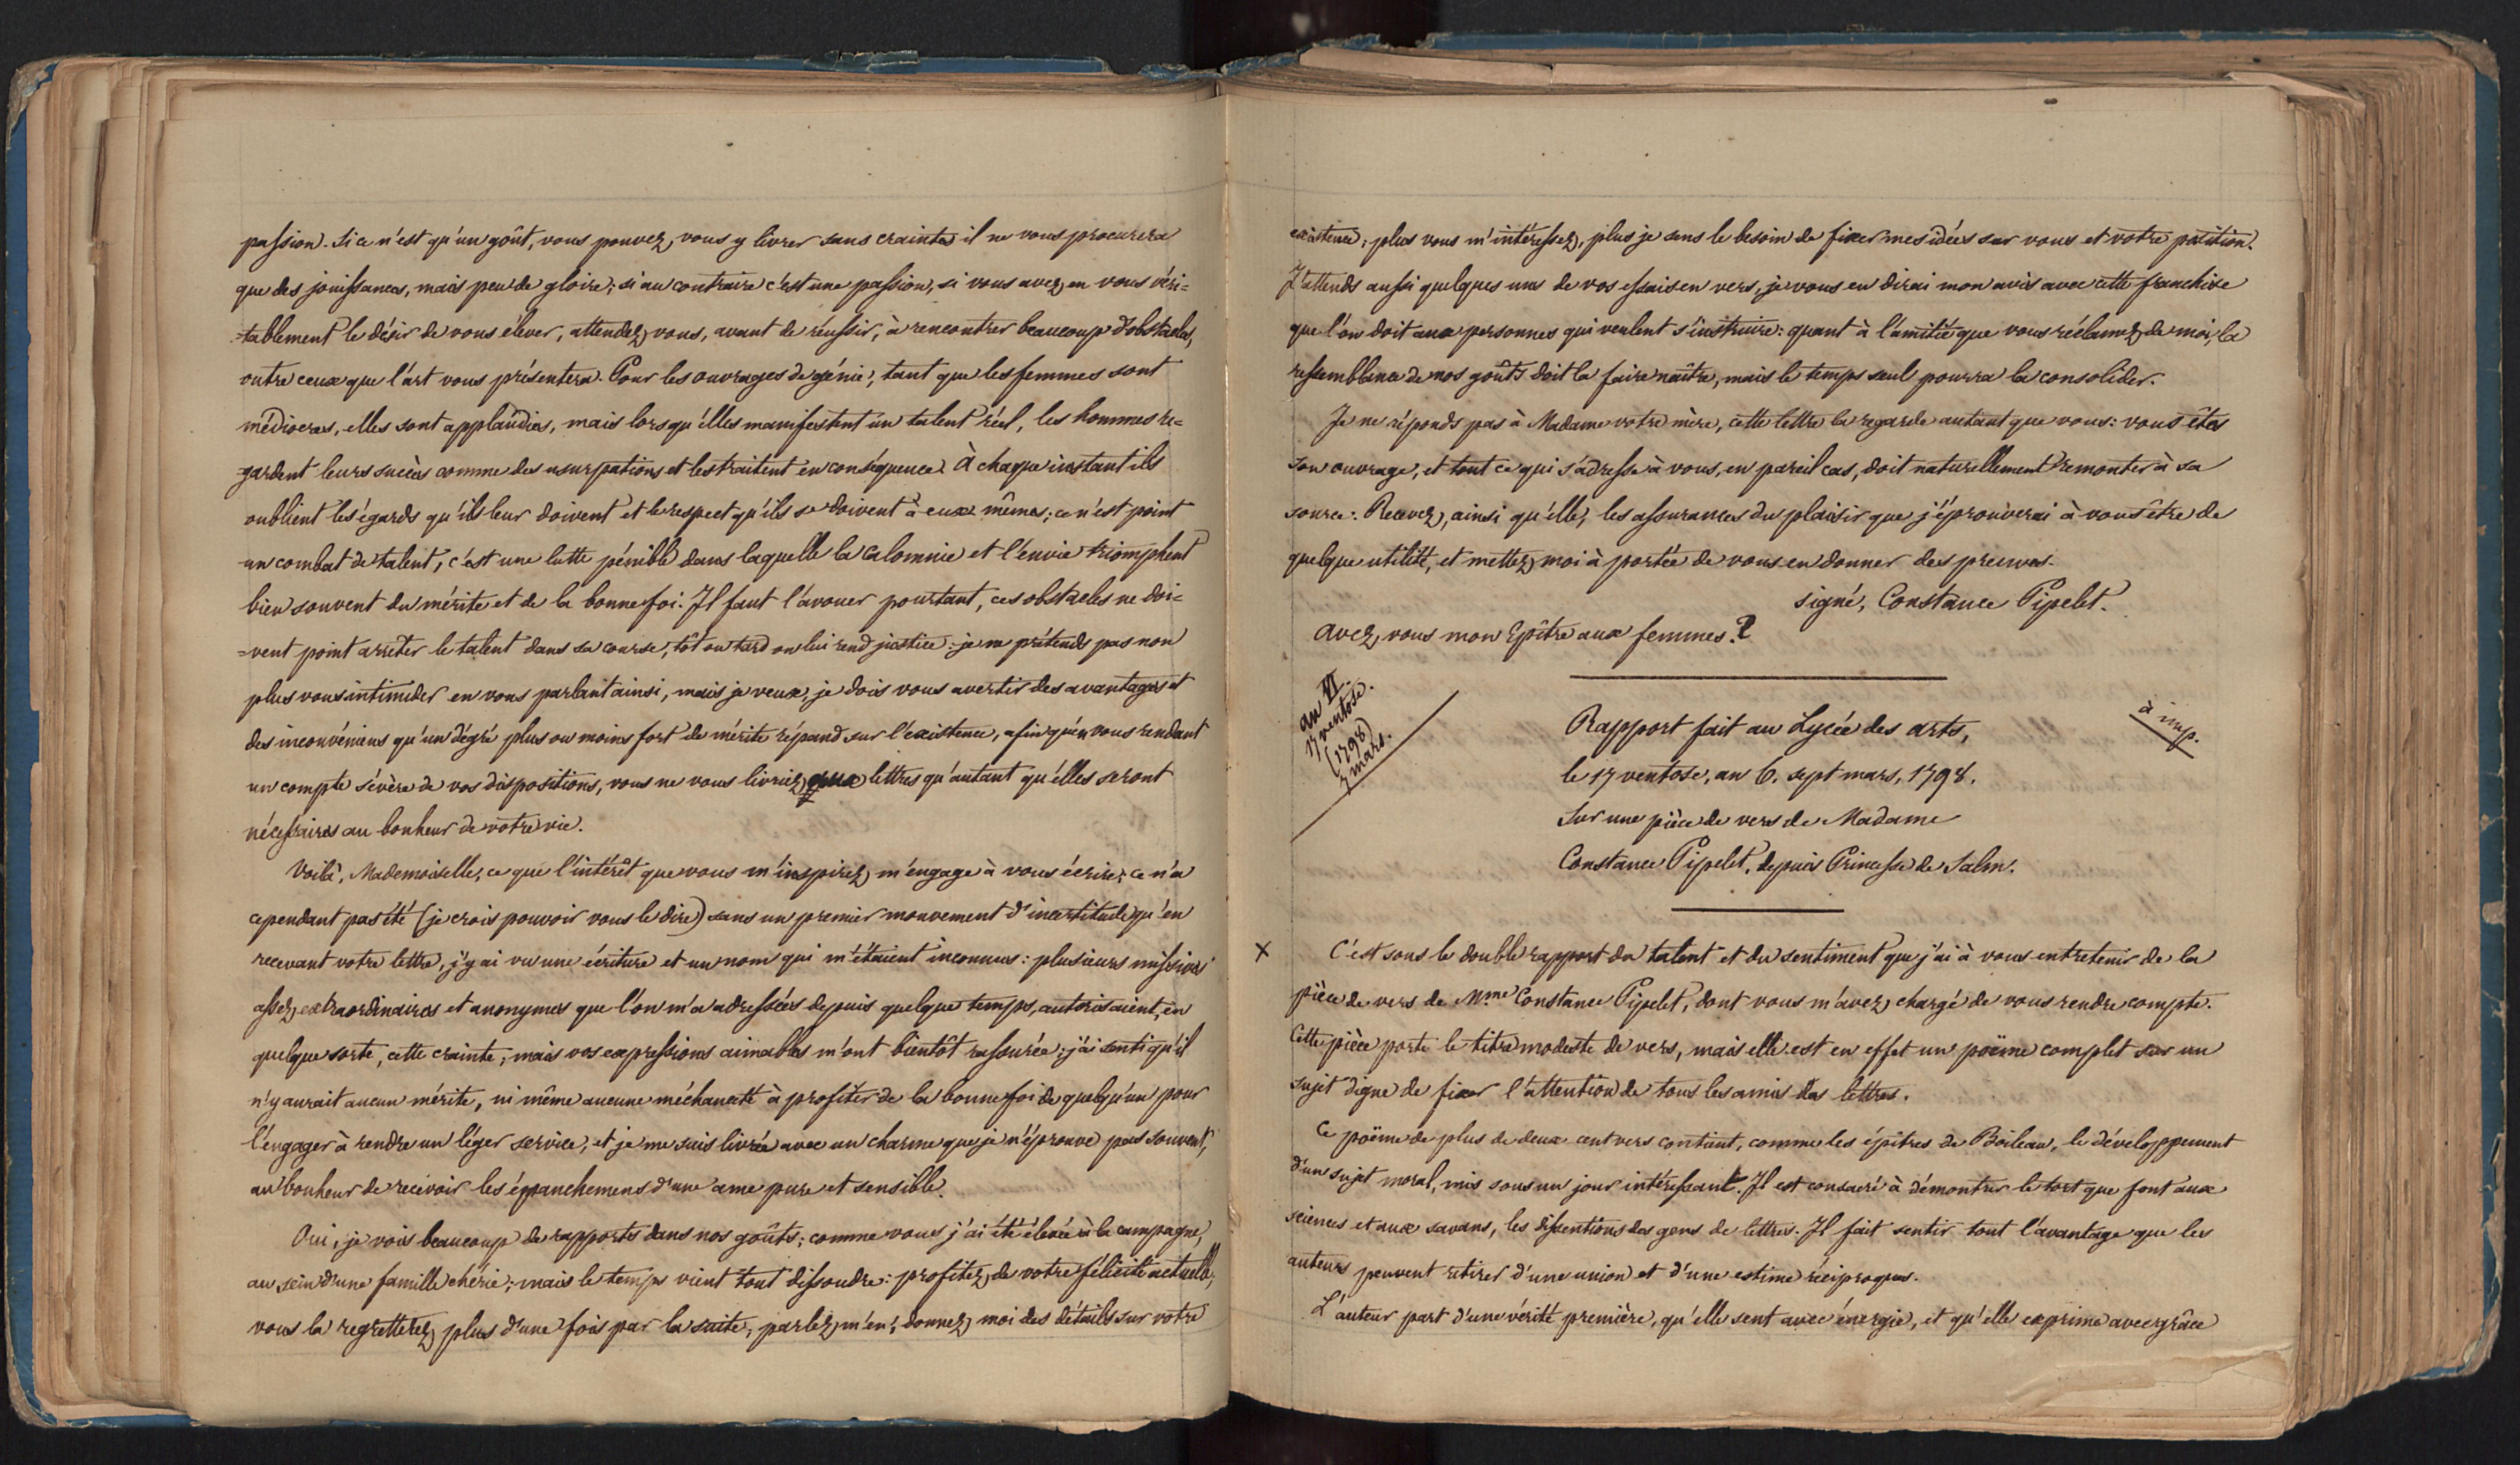 passion. Si ce n'est qu'un goût, vous pouvez vous y livrer sans crainte il ne vous procurera
que des jouissances, mais peu de gloire; si au contraire c'est une passion, si vous avez en vous véri=
=tablement le désir de vous élever, attendez vous, avant de réussir, à rencontrer beaucoup d'obstacles,
outre ceux que l'art vous présentera. Pour les ouvrages de génie, tant que les femmes sont
médiocres, elles sont applaudies, mais lorsqu'elles manifestent un talent réel, les hommes re=
gardent leurs succès comme des usurpations et les traitent en conséquence. À chaque instant ils
oublient les égards qu'ils leur doivent et le respect qu'ils se doivent à eux mêmes; ce n'est point
un combat de talent, c'est une lutte pénible dans laquelle la calomnie et l'envie triomphent
bien souvent du mérite et de la bonne foi. Il faut l'avouer pourtant, ces obstacles ne doi=
=vent point arrêter le talent dans sa course, tôt ou tard on lui rend justice: je ne prétends pas non
plus vous intimider en vous parlant ainsi, mais je veux, je dois vous avertir des avantages et
des inconvéniens qu'un dégré plus ou moins fort de mérite répand sur l'existence, afin qu'en vous rendant
un compte sévère de vos dispositions, vous ne vous livriez aux lettres qu'autant qu'elles seront
nécessaires au bonheur de votre vie.
Voilà, Mademoiselle, ce que l'intérêt que vous m'inspirez m'engage à vous écrire; ce n'a
cependant pas été (je crois pouvoir vous le dire) sans un premier mouvement d'incertitude qu'en
recevant votre lettre, j'y ai vu une écriture et un nom qui m'étaient inconnus: plusieurs missives
assez extraordinaires et anonymes que l'on m'a adressées depuis quelque temps, autorisaient, en
quelque sorte, cette crainte; mais vos expressions aimables m'ont bientôt rassurée; j'ai senti qu'il
n'y aurait aucun mérite, ni même aucune méchanceté à profiter de la bonne foi de quelqu'un pour
l'engager à rendre un léger service, et je me suis livrée avec un charme que je n'éprouve pas souvent,
au bonheur de recevoir les épanchemens d'une ame pure et sensible.
Oui, je vois beaucoup de rapports dans nos goûts; comme vous j'ai été élevée à la campagne,
au sein d'une famille chérie; mais le temps vient tout dissoudre: profitez de votre félicité actuelle,
vous la regretterez plus d'une fois par la suite; parlez m'en; donnez moi des détails sur votre
existence; plus vous m'intéressez, plus je sens le besoin de fixer mes idées sur vous et votre position.
J'attends aussi quelques uns de vos essais en vers, je vous en dirai mon avis avec cette franchise
que l'on doit aux personnes qui veulent s'instruire: quant à l'amitié que vous réclamez de moi, la
ressemblance de nos goûts doit la faire naître, mais le temps seul pourra la consolider.
Je ne réponds pas à Madame votre mère, cette lettre la regarde autant que vous: vous êtes
son ouvrage, et tout ce qui s'adresse à vous, en pareil cas, doit naturellement remonter à sa
source. Recevez, ainsi qu'elle, les assurances du plaisir que j'éprouverai à vous être de
quelque utilité, et mettez moi à portée de vous en donner des preuves.
signé, Constance Pipelet.
avez vous mon Epître aux femmes?
an VI.
17 ventose.
(1798)
7 mars.
à imp.
Rapport fait au Lycée des arts,
le 17 ventose, an 6, sept mars, 1798,
Sur une pièce de vers de Madame
Constance Pipelet, depuis Princesse de Salm.
X C'est sous le double rapport du talent et du sentiment que j'ai à vous entretenir de la
pièce de vers de Mme Constance Pipelet, dont vous m'avez chargé de vous rendre compte.
Cette pièce porte le titre modeste de vers, mais elle est en effet un poëme complet sur un
sujet digne de fixer l'attention de tous les amis des lettres.
Ce poëme de plus de deux cent vers contient, comme les épîtres de Boileau, le développement
d'un sujet moral, mis sous un jour intéressant. Il est consacré à démontrer le tort que font aux
sciences et aux savans, les dissentions des gens de lettres. Il fait sentir tout l'avantage que les
auteurs peuvent retirer d'une union et d'une estime réciproques.
L'auteur part d'une vérité première, qu'elle sent avec énergie, et qu'elle exprime avec grâce